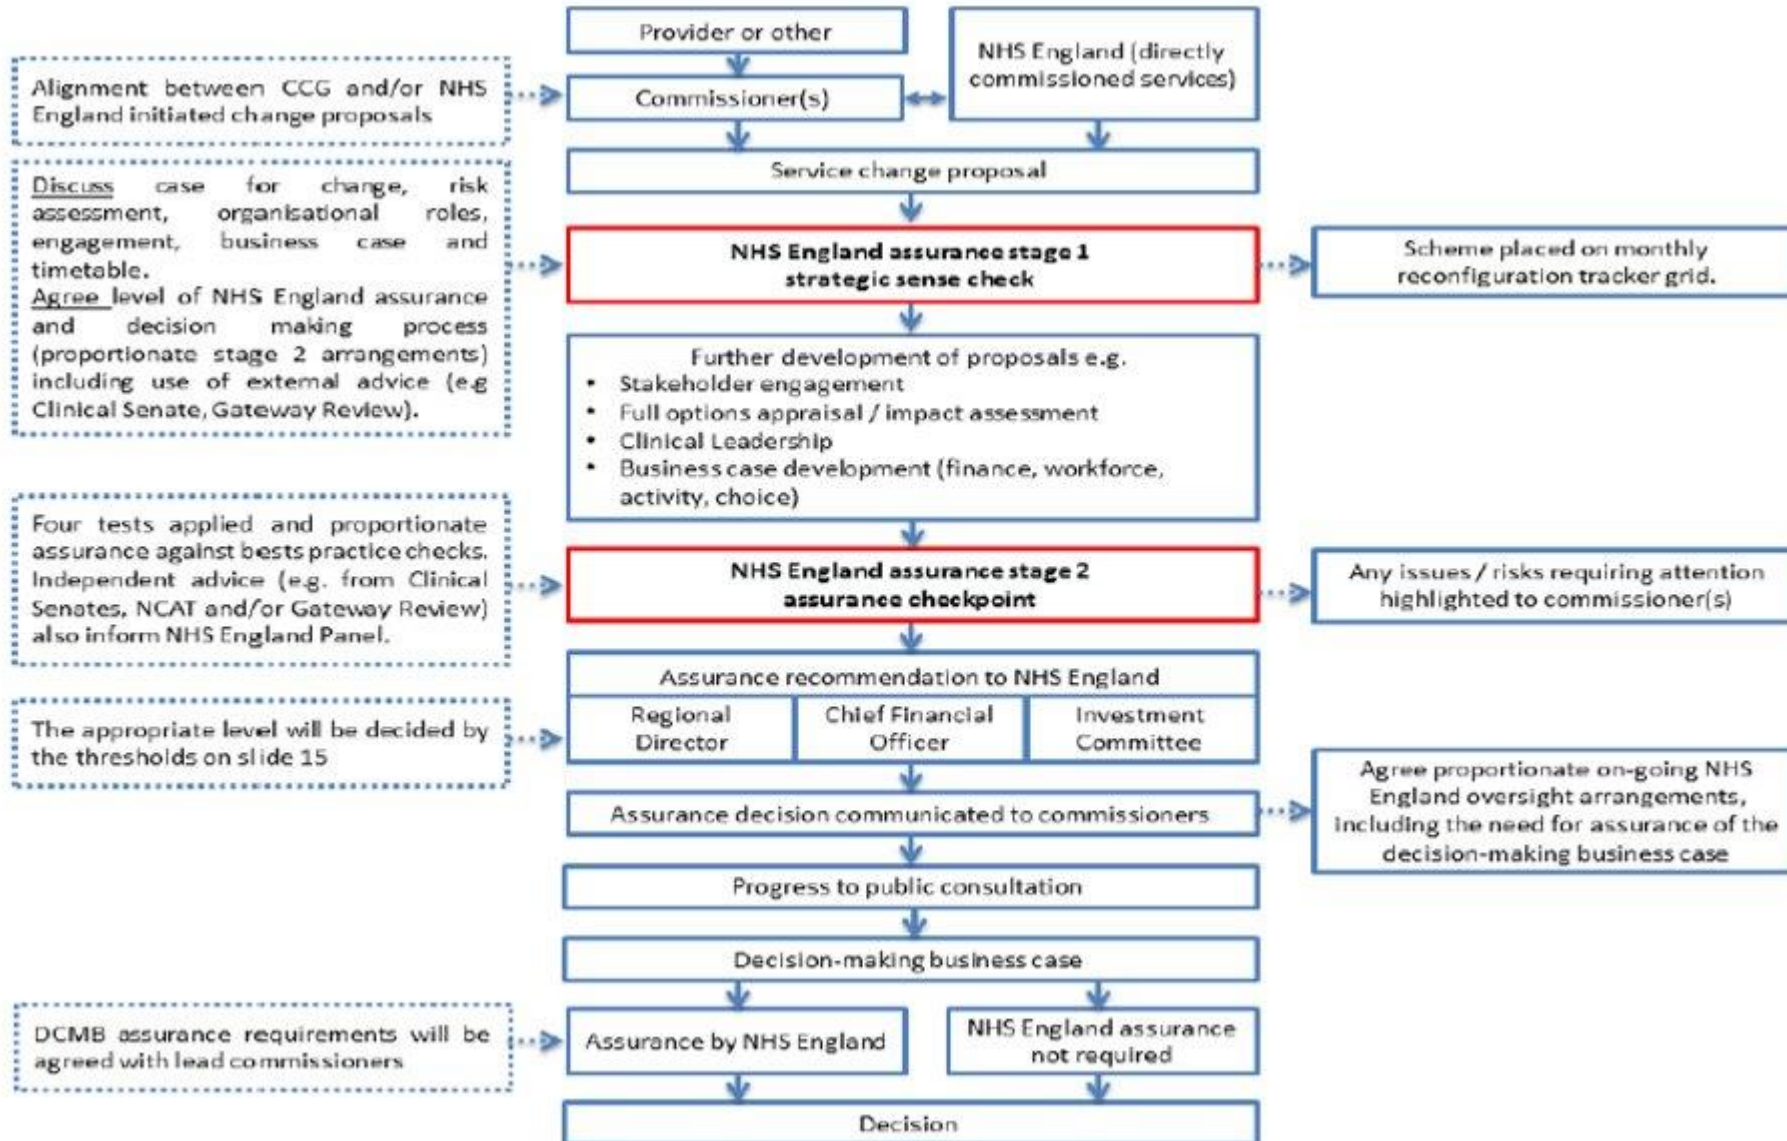 Provider or other
NHS England (directly
commissioned services)
Alignment between CCG and/or NHS
England initiated change proposals
Commissioner(s)
Service change proposal
Discuss case for change, risk
assessment, organisational roles,
engagement, business case and
timetable.
Agree level of NHS England assurance
and decision making process
(proportionate stage 2 arrangements)
including use of external advice (e.g
Clinical Senate, Gateway Review).
NHS England assurance stage 1
strategic sense check
Scheme placed on monthly
reconfiguration tracker grid.
Further development of proposals e.g.
• Stakeholder engagement
• Full options appraisal / impact assessment
• Clinical Leadership
• Business case development (finance, workforce,
activity, choice)
Four tests applied and proportionate
assurance against bests practice checks.
Independent advice (e.g. from Clinical
Senates, NCAT and/or Gateway Review)
also inform NHS England Panel.
NHS England assurance stage 2
assurance checkpoint
Any issues / risks requiring attention
highlighted to commissioner(s)
Assurance recommendation to NHS England
The appropriate level will be decided by
the thresholds on slide 15
Regional
Director
Chief Financial
Officer
Investment
Committee
Assurance decision communicated to commissioners
Agree proportionate on-going NHS
England oversight arrangements,
including the need for assurance of the
decision-making business case
Progress to public consultation
Decision-making business case
DCMB assurance requirements will be
agreed with lead commissioners
Assurance by NHS England
NHS England assurance
not required
Decision